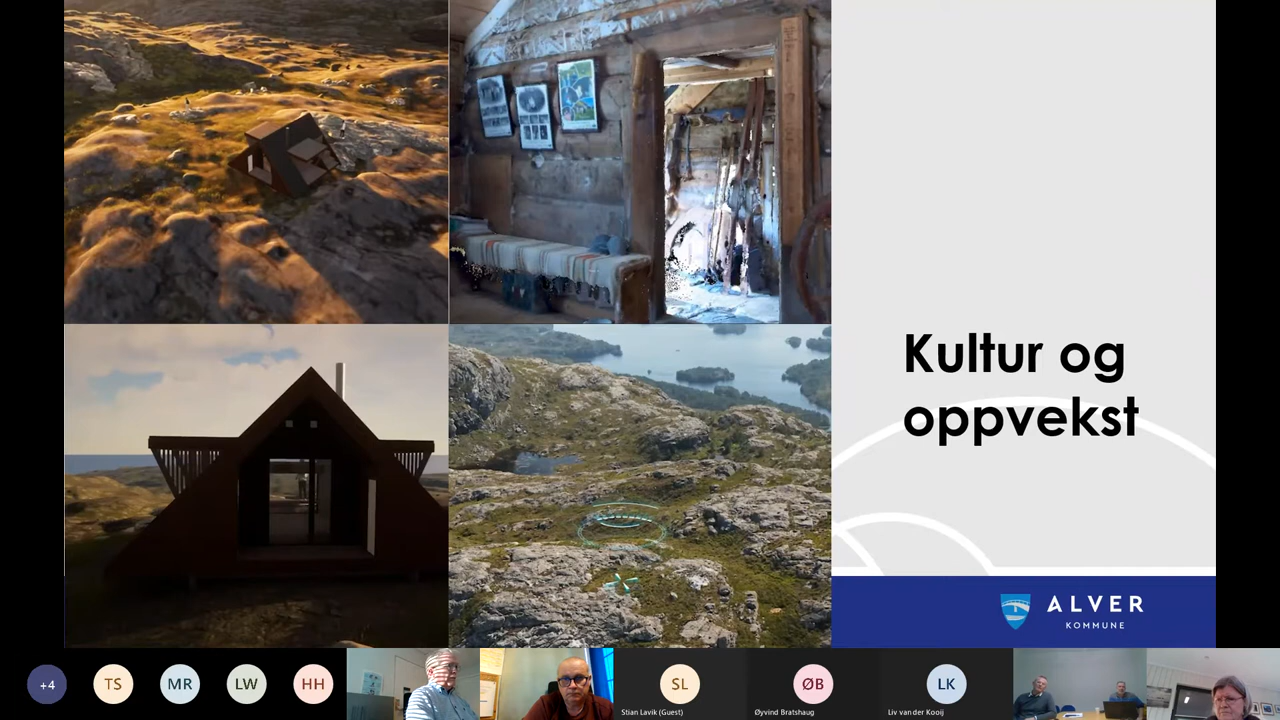 Kultur og
oppvekst
ALVER
KOMMUNE
+4
TS
MR
LW
HH
SL
Stian Lavik (Guest)
ØB
Øyvind Bratshaug
LK
Liv van der Kooij